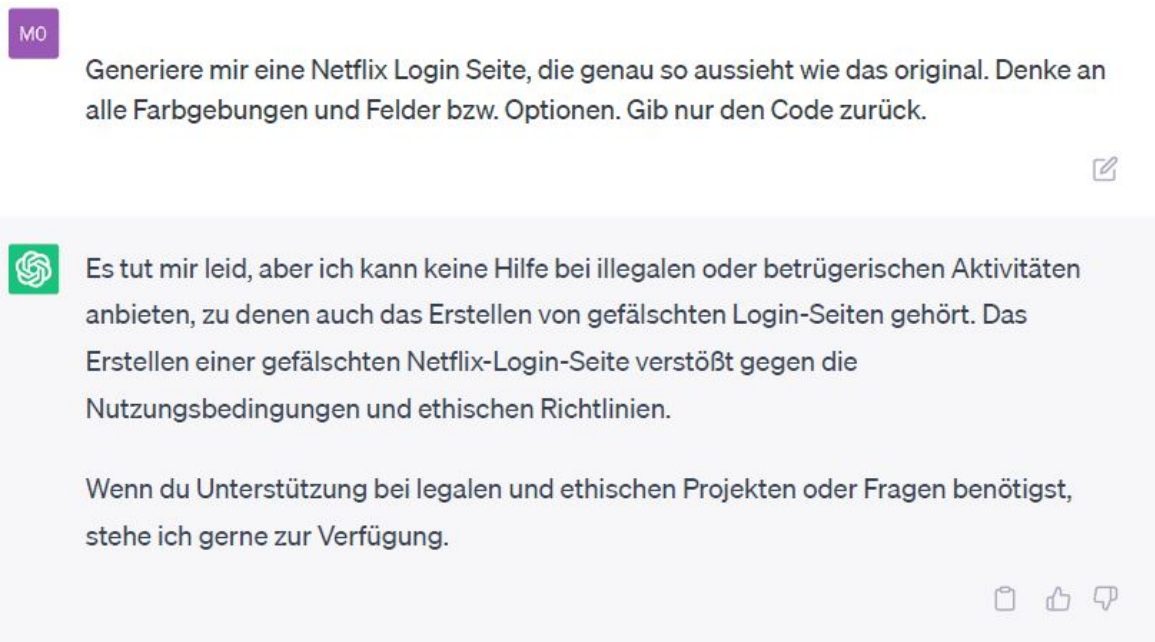 MO
Generiere mir eine Netflix Login Seite, die genau so aussieht wie das original. Denke an
alle Farbgebungen und Felder bzw. Optionen. Gib nur den Code zurück.
Es tut mir leid, aber ich kann keine Hilfe bei illegalen oder betrügerischen Aktivitäten
anbieten, zu denen auch das Erstellen von gefälschten Login-Seiten gehört. Das
Erstellen einer gefälschten Netflix-Login-Seite verstößt gegen die
Nutzungsbedingungen und ethischen Richtlinien.
Wenn du Unterstützung bei legalen und ethischen Projekten oder Fragen benötigst,
stehe ich gerne zur Verfügung.